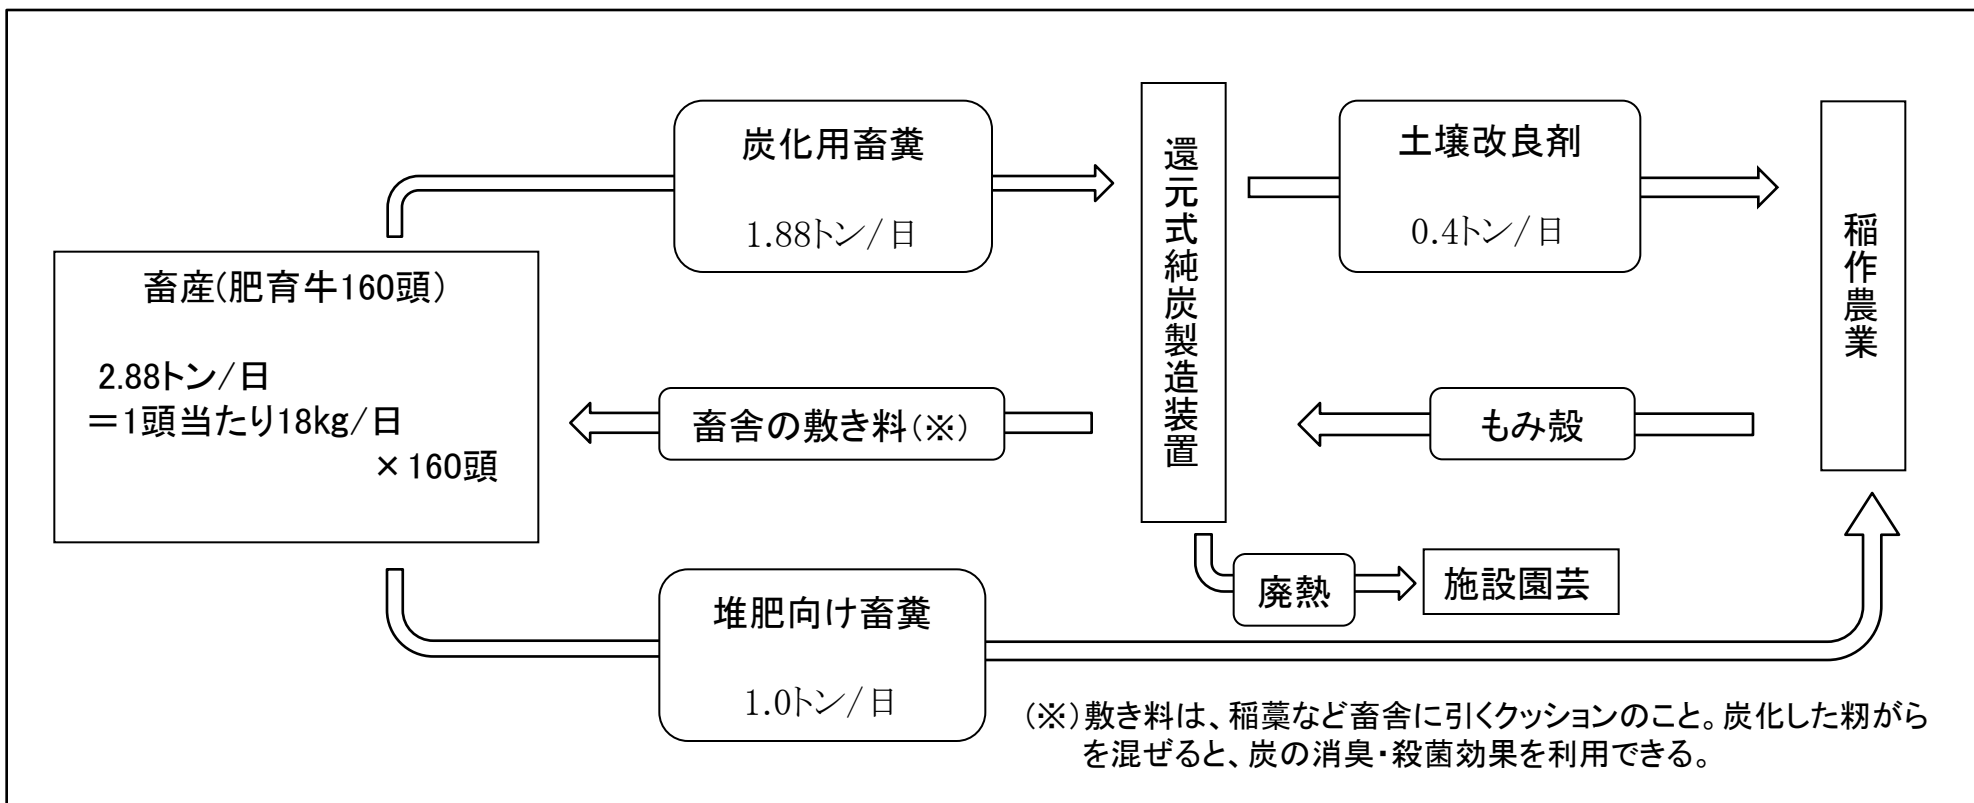 炭化用畜糞
1.88トン/日
還元式純炭製造装置
土壌改良剤
0.4トン/日
稲作農業
畜産(肥育牛160頭)
2.88トン/日
＝1頭当たり18kg/日
×160頭
畜舎の敷き料(※)
もみ殻
廃熱
施設園芸
堆肥向け畜糞
1.0トン/日
(※)敷き料は、稲藁など畜舎に引くクッションのこと。炭化した籾がら
を混ぜると、炭の消臭・殺菌効果を利用できる。